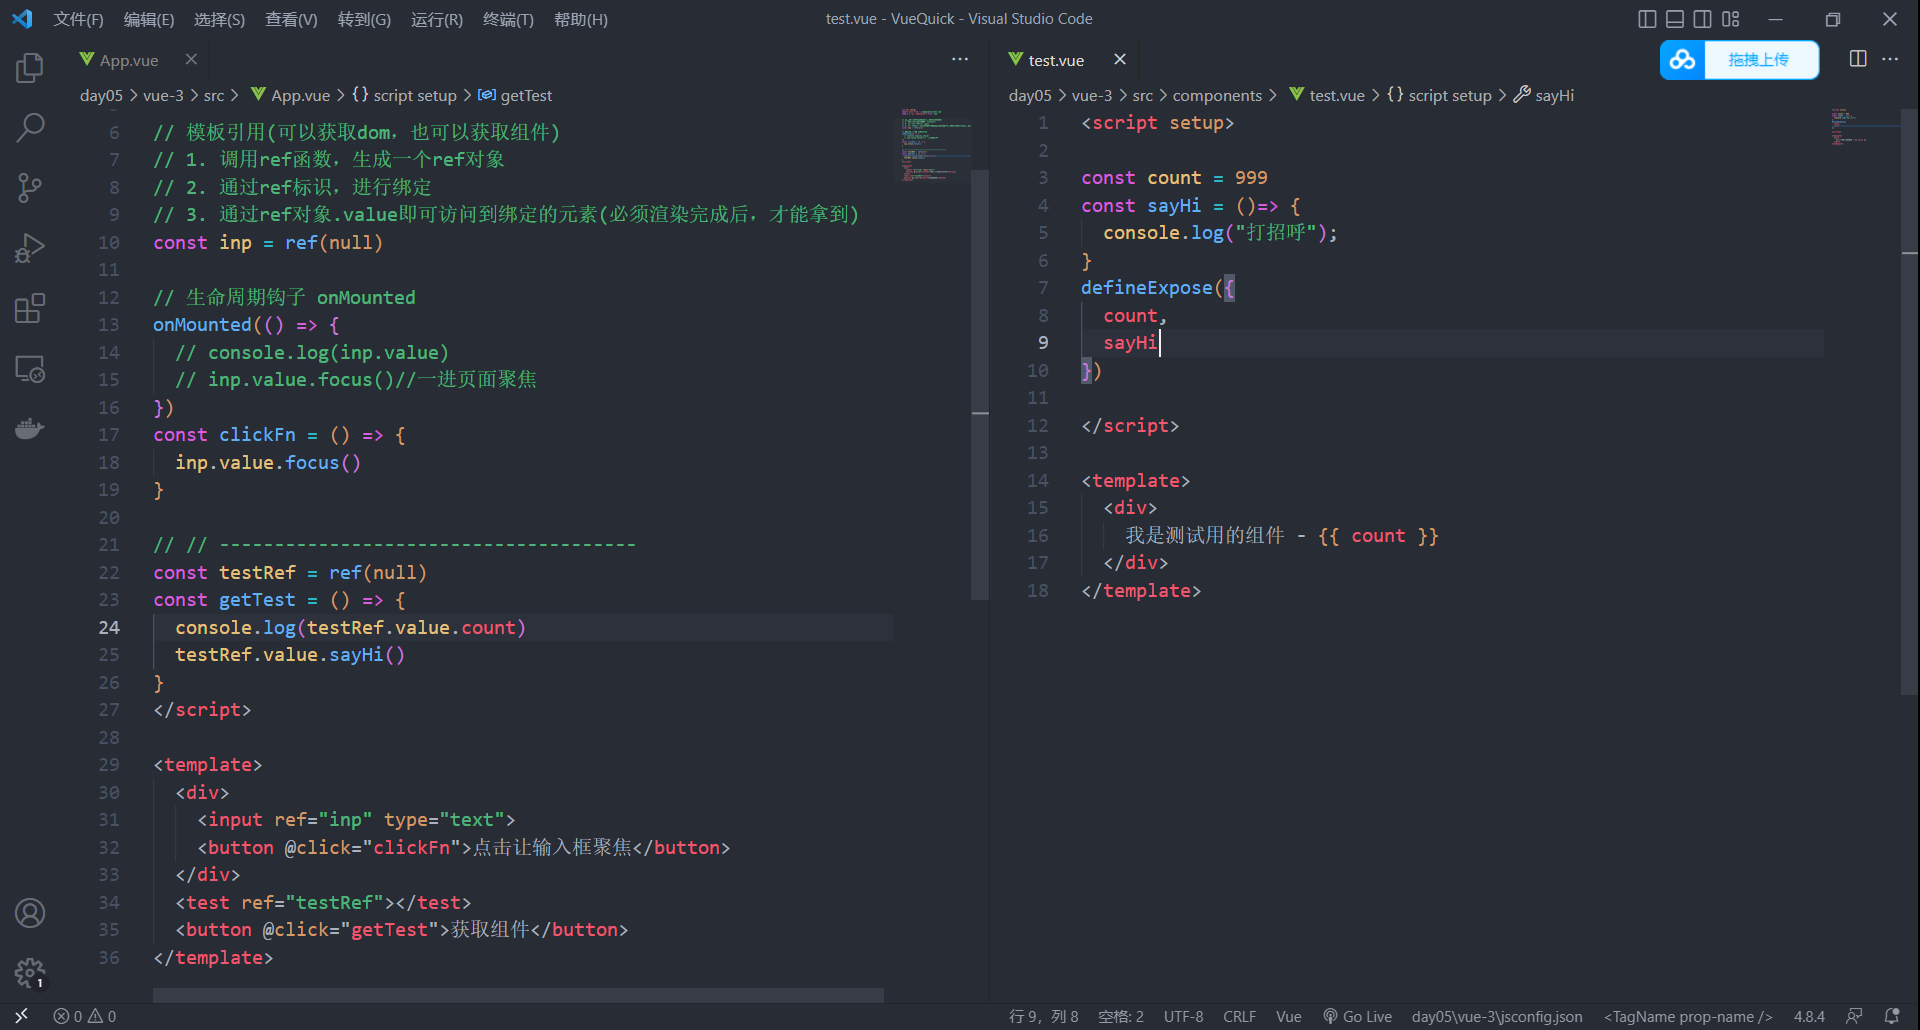 文件(F) 编辑(E) 选择(S) 查看(V) 转到(G) 运行(R) 终端(T) 帮助(H) test.vue - VueQuick - Visual Studio Code
App.vue
day05 > vue-3 > src > App.vue > {} script setup > getTest
6 // 模板引用(可以获取dom，也可以获取组件)
7 // 1. 调用ref函数，生成一个ref对象
8 // 2. 通过ref标识，进行绑定
9 // 3. 通过ref对象.value即可访问到绑定的元素(必须渲染完成后，才能拿到)
10 const inp = ref(null)
11
12 // 生命周期钩子 onMounted
13 onMounted(() => {
14   // console.log(inp.value)
15   // inp.value.focus()//一进页面聚焦
16 })
17 const clickFn = () => {
18   inp.value.focus()
19 }
20
21 // // --------------------------------------
22 const testRef = ref(null)
23 const getTest = () => {
24   console.log(testRef.value.count)
25   testRef.value.sayHi()
26 }
27 </script>
28
29 <template>
30   <div>
31     <input ref="inp" type="text">
32     <button @click="clickFn">点击让输入框聚焦</button>
33   </div>
34   <test ref="testRef"></test>
35   <button @click="getTest">获取组件</button>
36 </template>
test.vue
拖拽上传
day05 > vue-3 > src > components > test.vue > {} script setup > sayHi
1 <script setup>
2
3 const count = 999
4 const sayHi = ()=> {
5   console.log("打招呼");
6 }
7 defineExpose({
8   count,
9   sayHi
10 })
11
12 </script>
13
14 <template>
15   <div>
16     我是测试用的组件 - {{ count }}
17   </div>
18 </template>
1
0 0 行 9，列 8 空格: 2 UTF-8 CRLF Vue Go Live day05\vue-3\jsconfig.json <TagName prop-name /> 4.8.4